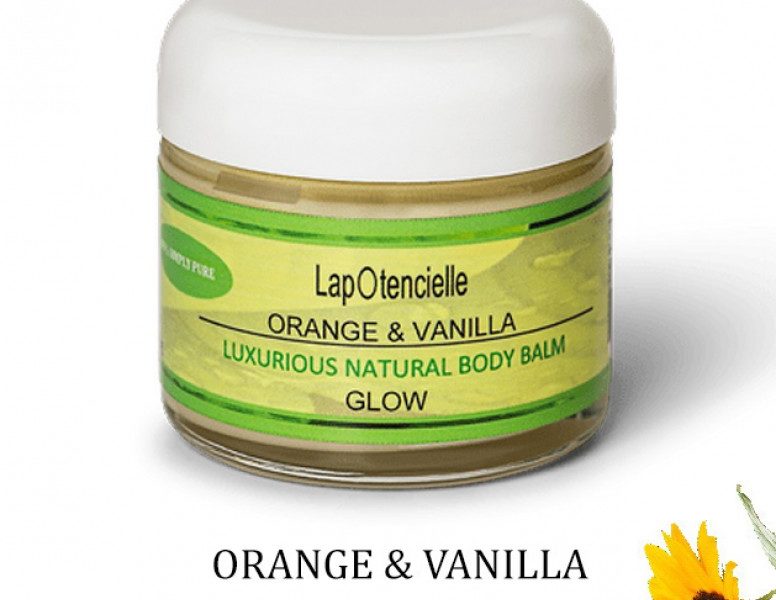 SIMPLY PURE
LapOtencielle
ORANGE & VANILLA
LUXURIOUS NATURAL BODY BALM
GLOW
ORANGE & VANILLA